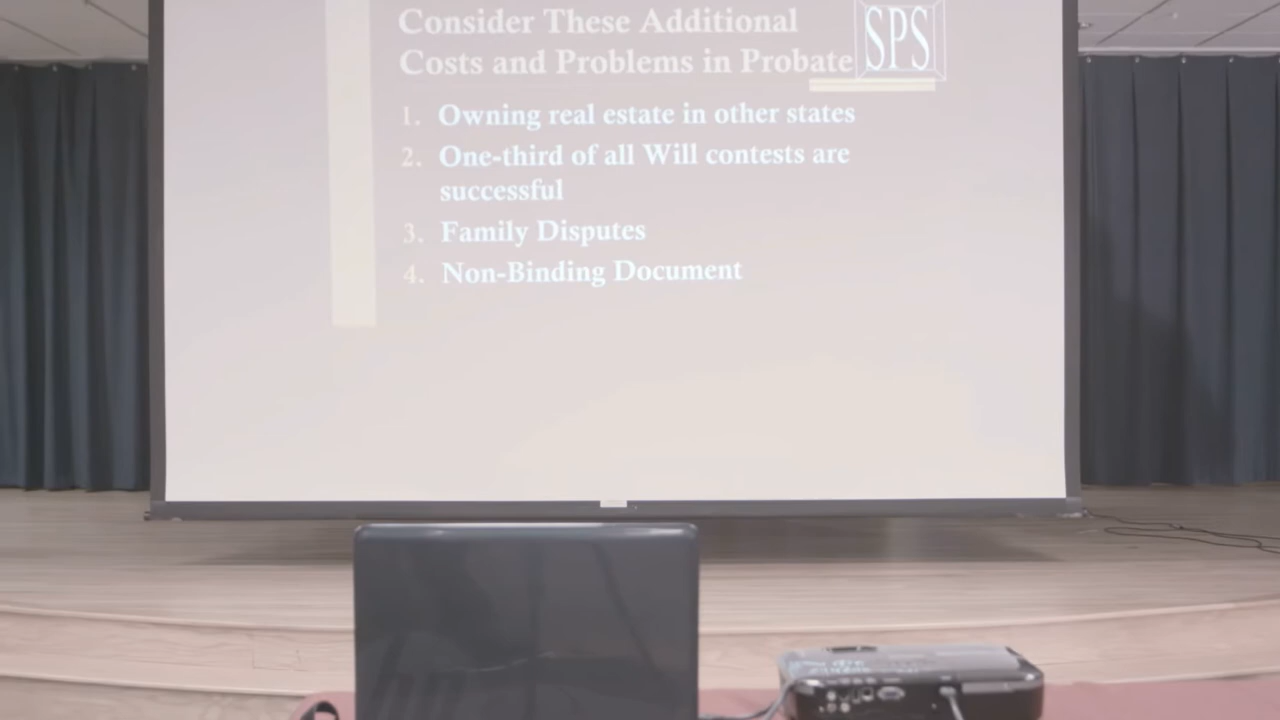 Consider These Additional
Costs and Problems in Probate
SPS
1. Owning real estate in other states
2. One-third of all Will contests are
successful
3. Family Disputes
4. Non-Binding Document